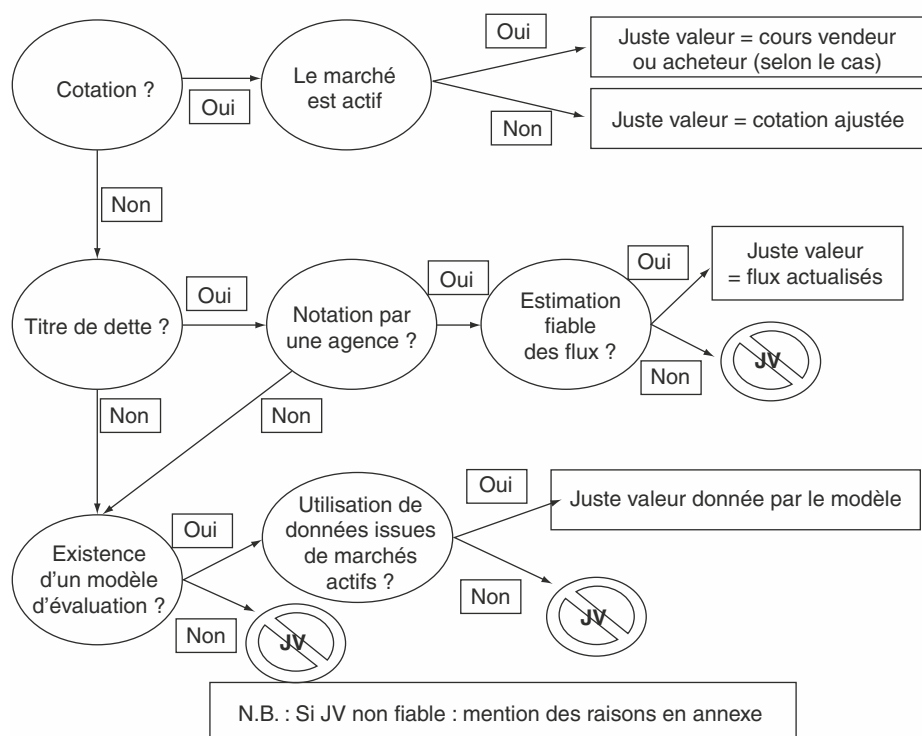 Oui
Juste valeur = cours vendeur
ou acheteur (selon le cas)
Cotation ?
Oui
Le marché
est actif
Non
Juste valeur = cotation ajustée
Non
Titre de dette ?
Oui
Notation par
une agence ?
Oui
Estimation
fiable
des flux ?
Oui
Juste valeur
= flux actualisés
Non
JV
Non
Non
Existence
d'un modèle
d'évaluation ?
Oui
Utilisation de
données issues
de marchés
actifs ?
Oui
Juste valeur donnée par le modèle
Non
JV
Non
JV
N.B. : Si JV non fiable : mention des raisons en annexe